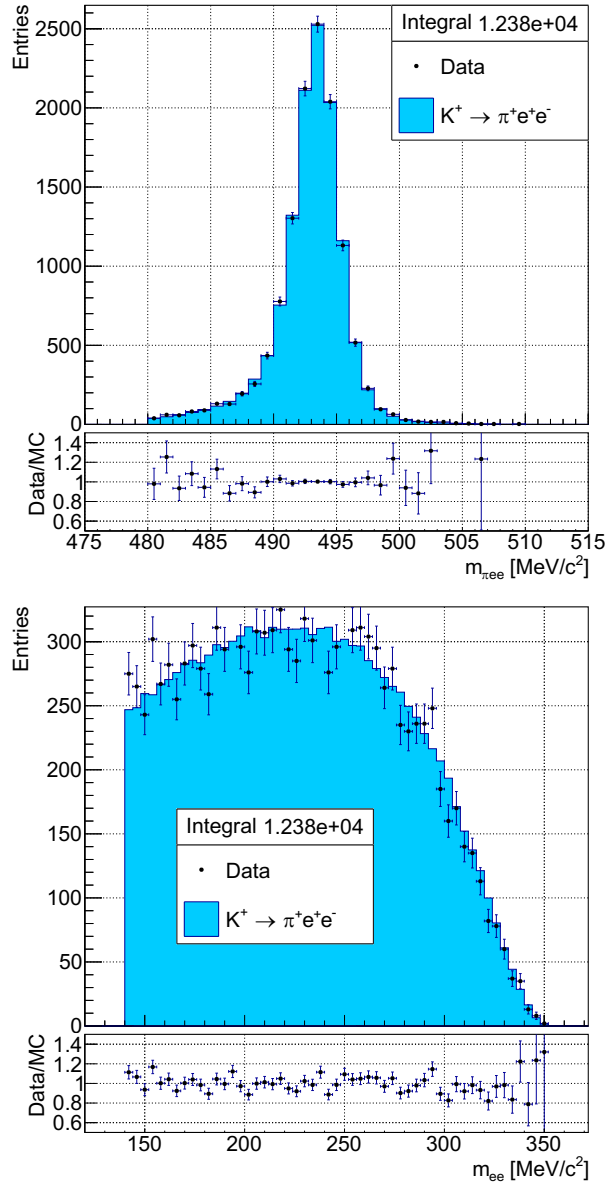 Entries
2500
2000
1500
1000
500
0
Integral 1.238e+04
Data
K⁺ → π⁺e⁺e⁻
Data/MC
1.4
1.2
1
0.8
0.6
475 480 485 490 495 500 505 510 515
m_πee [MeV/c²]
Entries
300
250
200
150
100
50
0
Integral 1.238e+04
Data
K⁺ → π⁺e⁺e⁻
Data/MC
1.4
1.2
1
0.8
0.6
150 200 250 300 350
m_ee [MeV/c²]